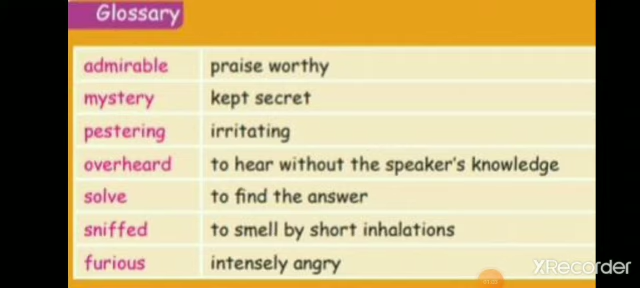 Glossary
admirable praise worthy
mystery kept secret
pestering irritating
overheard to hear without the speaker's knowledge
solve to find the answer
sniffed to smell by short inhalations
furious intensely angry
XRecorder